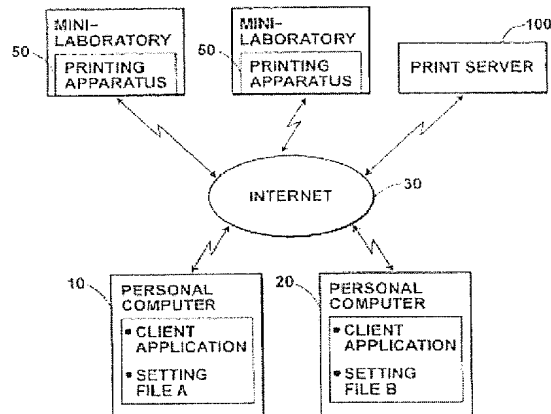 MINI-
LABORATORY
50
PRINTING
APPARATUS
MINI-
LABORATORY
50
PRINTING
APPARATUS
100
PRINT SERVER
INTERNET
30
10
PERSONAL
COMPUTER
• CLIENT
APPLICATION
• SETTING
FILE A
20
PERSONAL
COMPUTER
• CLIENT
APPLICATION
• SETTING
FILE B